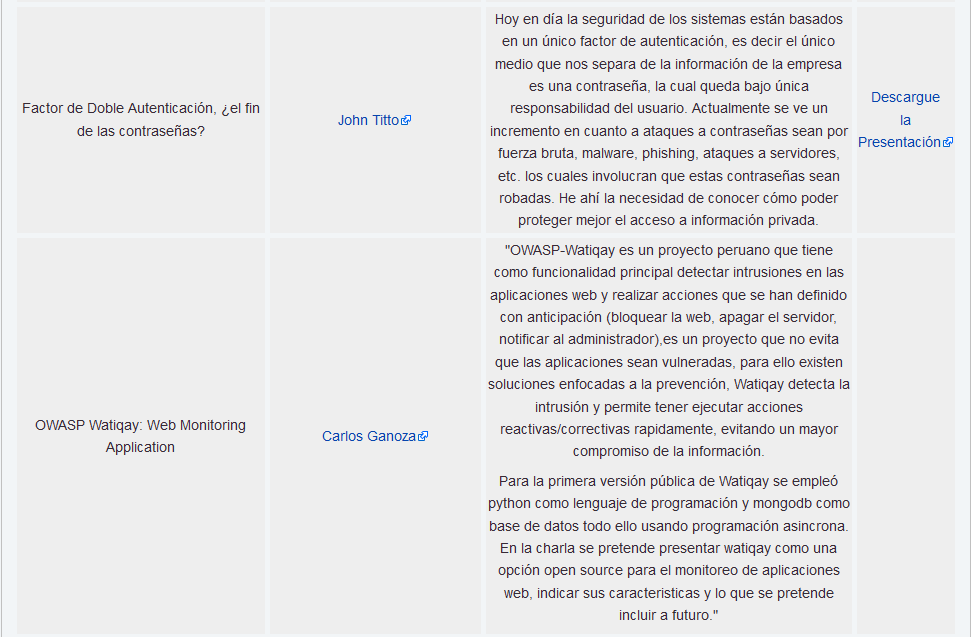 Factor de Doble Autenticación, ¿el fin
de las contraseñas?
John Titto
Hoy en día la seguridad de los sistemas están basados
en un único factor de autenticación, es decir el único
medio que nos separa de la información de la empresa
es una contraseña, la cual queda bajo única
responsabilidad del usuario. Actualmente se ve un
incremento en cuanto a ataques a contraseñas sean por
fuerza bruta, malware, phishing, ataques a servidores,
etc. los cuales involucran que estas contraseñas sean
robadas. He ahí la necesidad de conocer cómo poder
proteger mejor el acceso a información privada.
Descargue
la
Presentación
OWASP Watiqay: Web Monitoring
Application
Carlos Ganoza
"OWASP-Watiqay es un proyecto peruano que tiene
como funcionalidad principal detectar intrusiones en las
aplicaciones web y realizar acciones que se han definido
con anticipación (bloquear la web, apagar el servidor,
notificar al administrador),es un proyecto que no evita
que las aplicaciones sean vulneradas, para ello existen
soluciones enfocadas a la prevención, Watiqay detecta la
intrusión y permite tener ejecutar acciones
reactivas/correctivas rapidamente, evitando un mayor
compromiso de la información.
Para la primera versión pública de Watiqay se empleó
python como lenguaje de programación y mongodb como
base de datos todo ello usando programación asincrona.
En la charla se pretende presentar watiqay como una
opción open source para el monitoreo de aplicaciones
web, indicar sus caracteristicas y lo que se pretende
incluir a futuro."